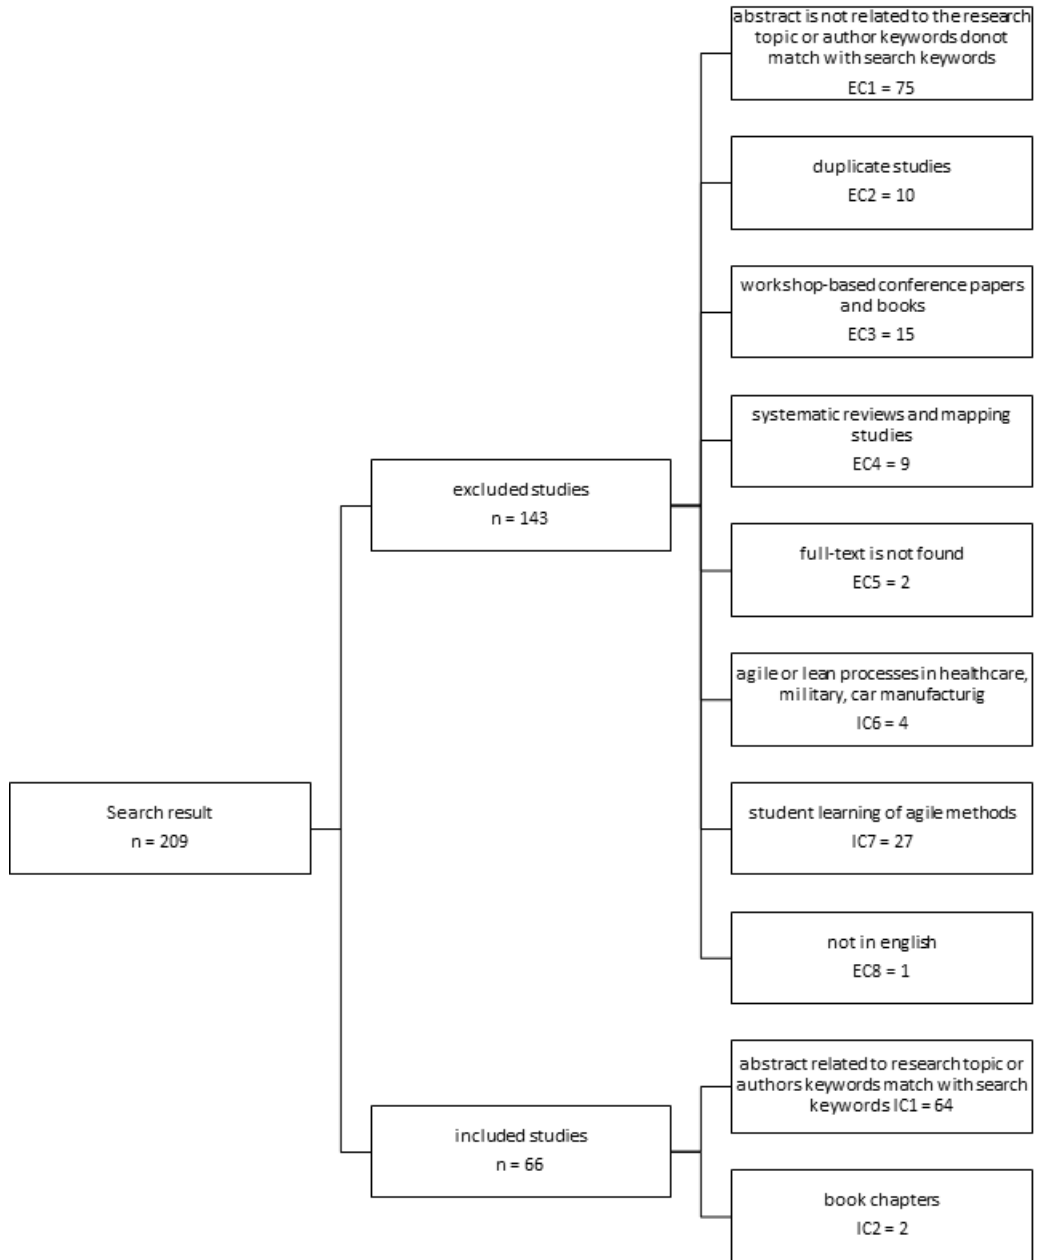 abstract is not related to the research
topic or author keywords donot
match with search keywords
EC1 = 75
duplicate studies
EC2 = 10
workshop-based conference papers
and books
EC3 = 15
systematic reviews and mapping
studies
EC4 = 9
excluded studies
n = 143
full-text is not found
EC5 = 2
agile or lean processes in healthcare,
military, car manufacturig
IC6 = 4
Search result
n = 209
student learning of agile methods
IC7 = 27
not in english
EC8 = 1
abstract related to research topic or
authors keywords match with search
keywords IC1 = 64
included studies
n = 66
book chapters
IC2 = 2